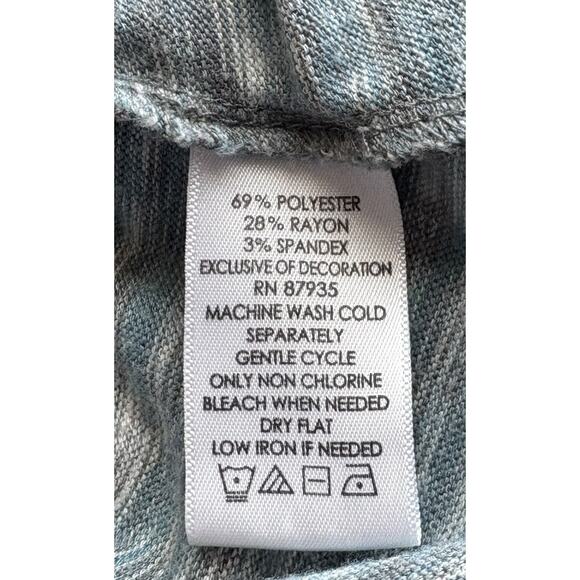 69% POLYESTER
28% RAYON
3% SPANDEX
EXCLUSIVE OF DECORATION
RN 87935
MACHINE WASH COLD
SEPARATELY
GENTLE CYCLE
ONLY NON CHLORINE
BLEACH WHEN NEEDED
DRY FLAT
LOW IRON IF NEEDED